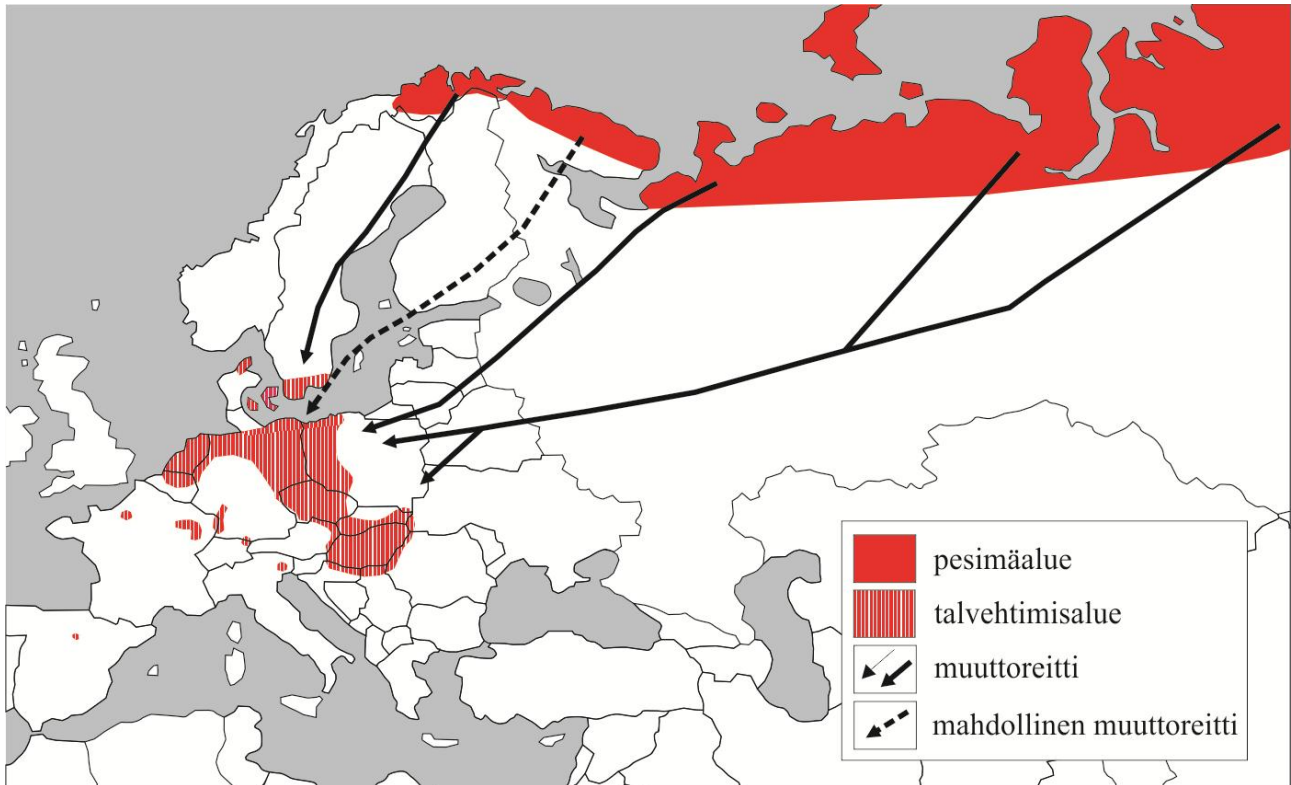 pesimäalue
talvehtimisalue
muuttoreitti
mahdollinen muuttoreitti